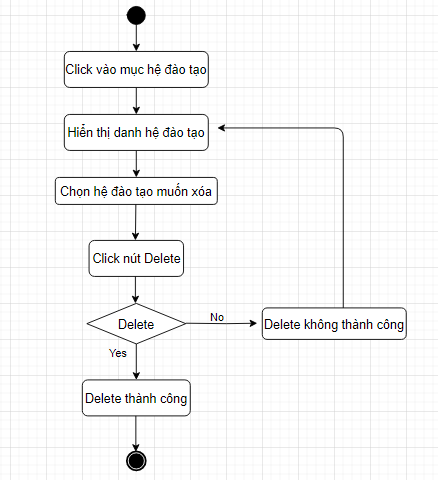 Click vào mục hệ đào tạo
Hiển thị danh hệ đào tạo
Chọn hệ đào tạo muốn xóa
Click nút Delete
Delete
No
Delete không thành công
Yes
Delete thành công